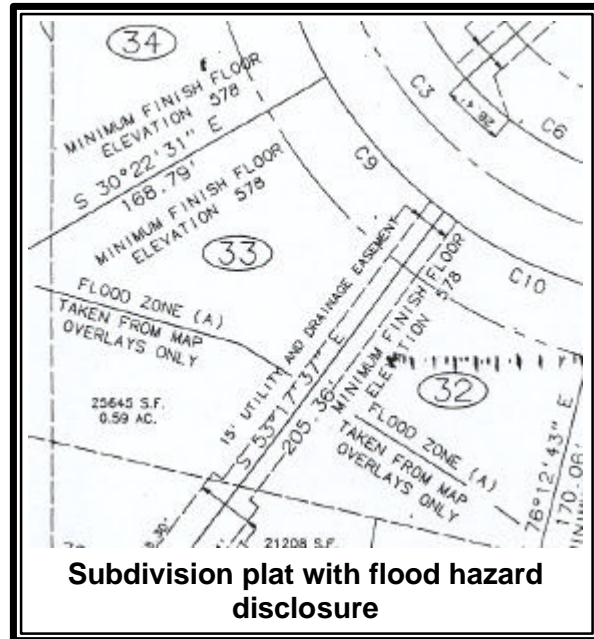 34
MINIMUM FINISH FLOOR
ELEVATION 578
S 30°22'31" E
168.79'
MINIMUM FINISH FLOOR
ELEVATION 578
33
FLOOD ZONE (A)
TAKEN FROM MAP
OVERLAYS ONLY
25645 S.F.
0.59 AC.
C3
C6
C9
C10
15' UTILITY AND DRAINAGE EASEMENT
S 53°17'37" E
205.36'
MINIMUM FINISH FLOOR
ELEVATION 578
32
FLOOD ZONE (A)
TAKEN FROM MAP
OVERLAYS ONLY
76°12'43" E
170.06'
21208 S.F.
Subdivision plat with flood hazard
disclosure